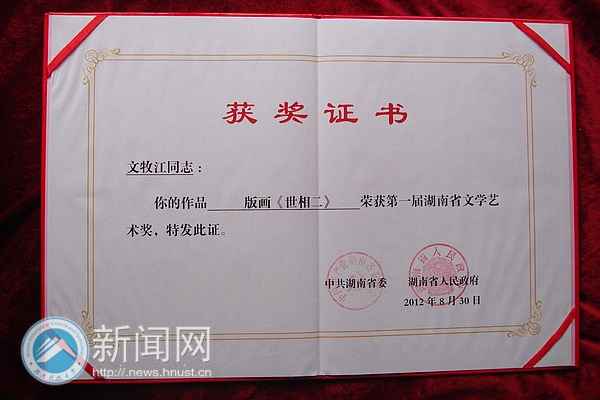 获奖证书
文牧江同志：
你的作品 版画《世相二》 荣获第一届湖南省文学艺
术奖，特发此证。
中共湖南省委 湖南省人民政府
2012年8月30日
新闻网
http://news.hnust.cn